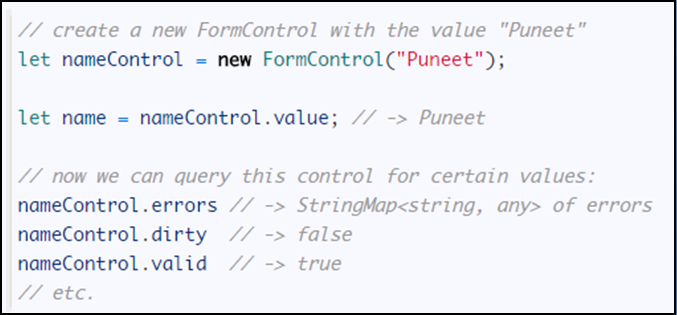 // create a new FormControl with the value "Puneet"
let nameControl = new FormControl("Puneet");
let name = nameControl.value; // -> Puneet
// now we can query this control for certain values:
nameControl.errors // -> StringMap<string, any> of errors
nameControl.dirty // -> false
nameControl.valid // -> true
// etc.